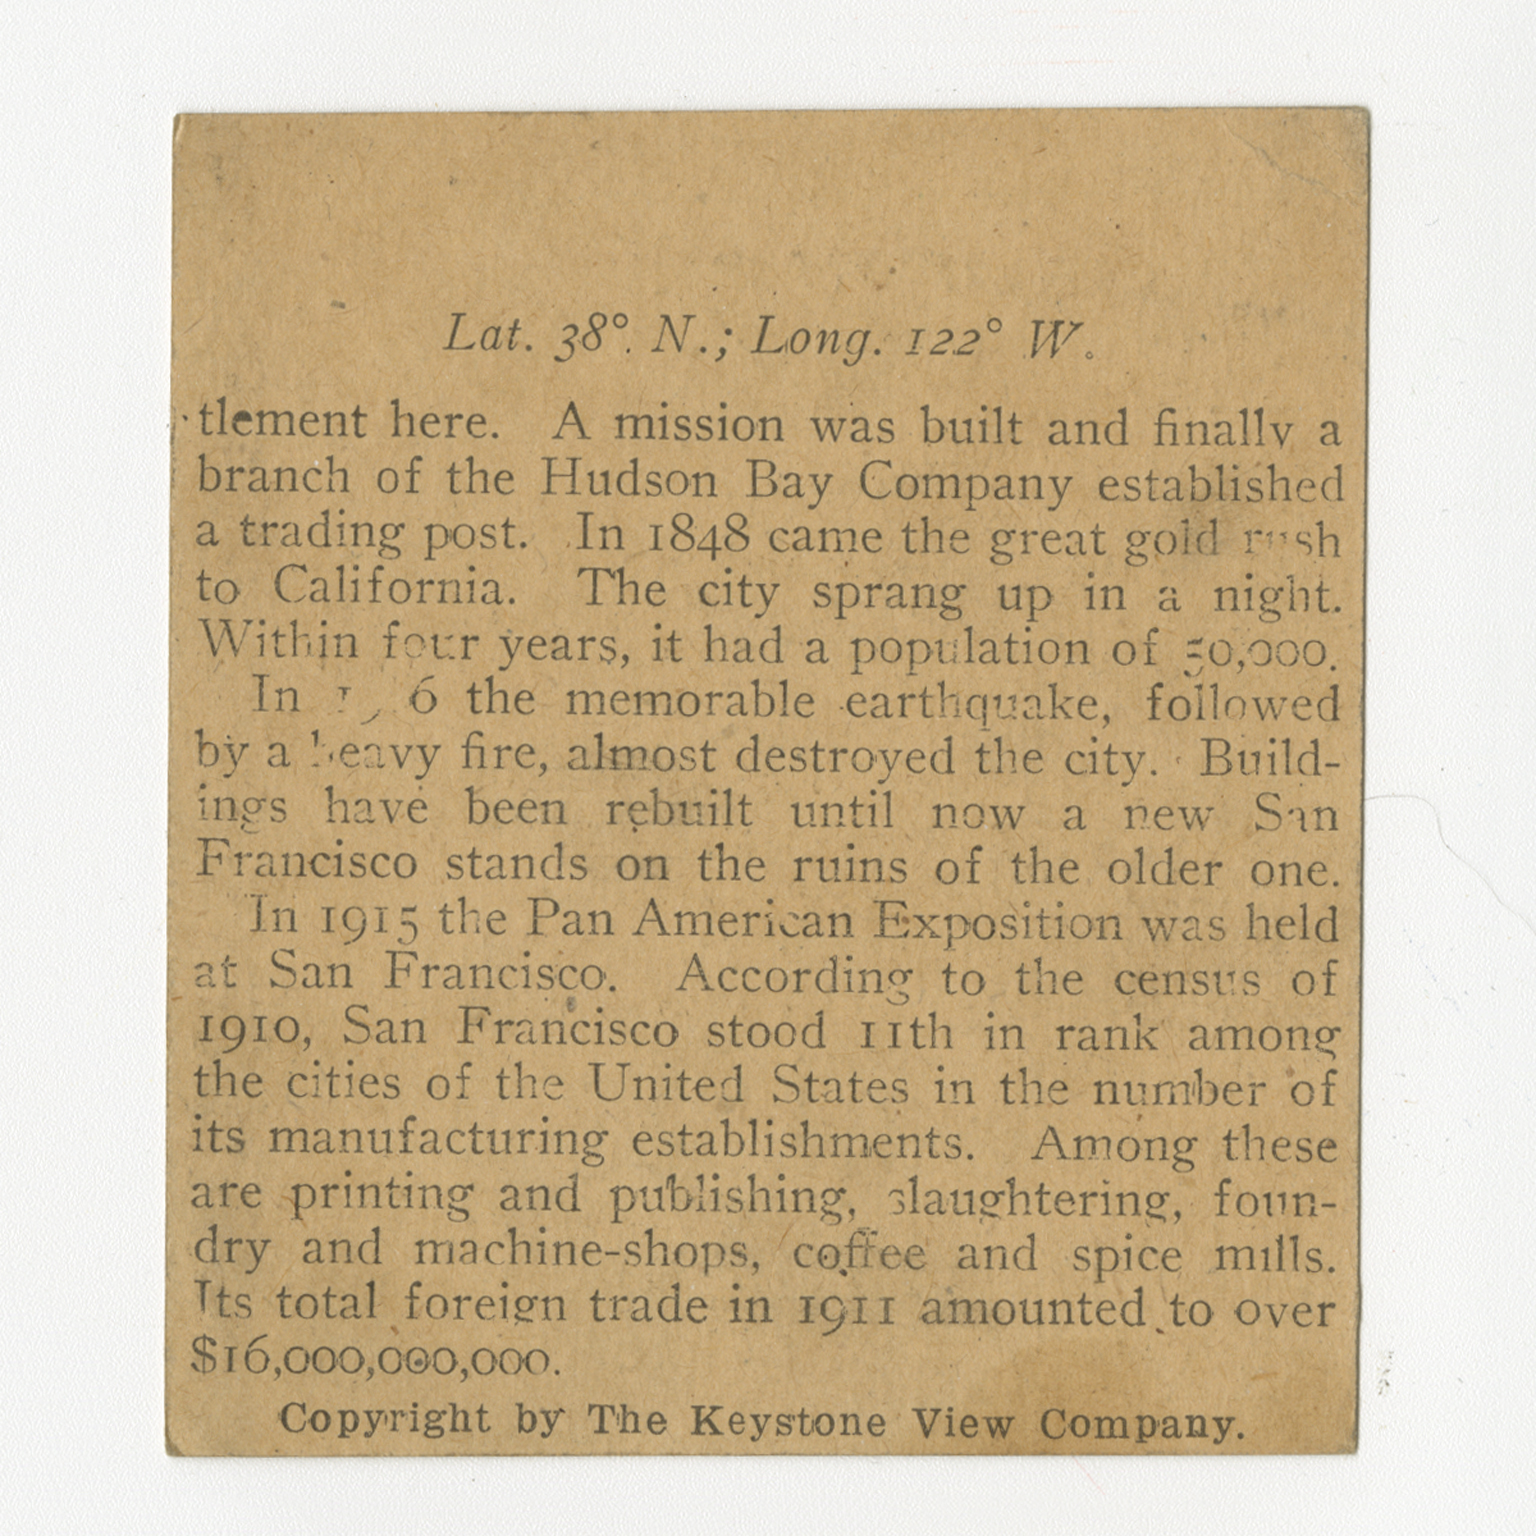 Lat. 38°. N.; Long. 122° W.
tlement here. A mission was built and finally a
branch of the Hudson Bay Company established
a trading post. In 1848 came the great gold rush
to California. The city sprang up in a night.
Within four years, it had a population of 50,000.
In 1906 the memorable earthquake, followed
by a heavy fire, almost destroyed the city. Build-
ings have been rebuilt until now a new San
Francisco stands on the ruins of the older one.
In 1915 the Pan American Exposition was held
at San Francisco. According to the census of
1910, San Francisco stood 11th in rank among
the cities of the United States in the number of
its manufacturing establishments. Among these
are printing and publishing, slaughtering, foun-
dry and machine-shops, coffee and spice mills.
Its total foreign trade in 1911 amounted to over
$16,000,000,000.
Copyright by The Keystone View Company.